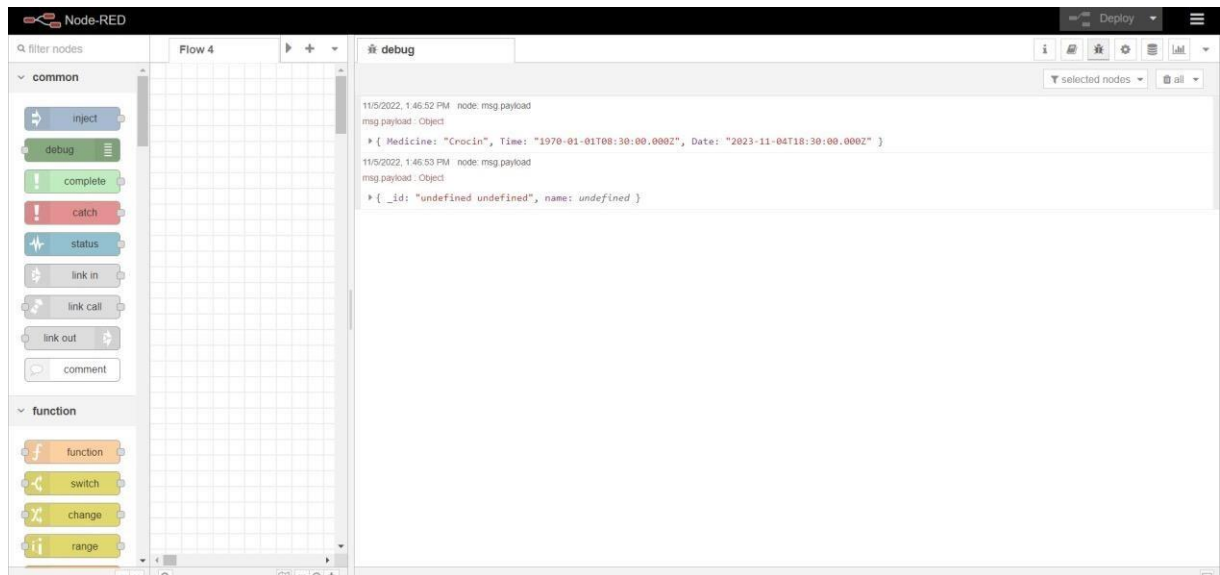 Node-RED
Deploy
filter nodes
Flow 4
debug
i
common
selected nodes
all
inject
debug
complete
catch
status
link in
link call
link out
comment
function
function
switch
change
range
11/5/2022, 1:46:52 PM node: msg.payload
msg.payload : Object
{ Medicine: "Crocin", Time: "1970-01-01T08:30:00.000Z", Date: "2023-11-04T18:30:00.000Z" }
11/5/2022, 1:46:53 PM node: msg.payload
msg.payload : Object
{ _id: "undefined undefined", name: undefined }